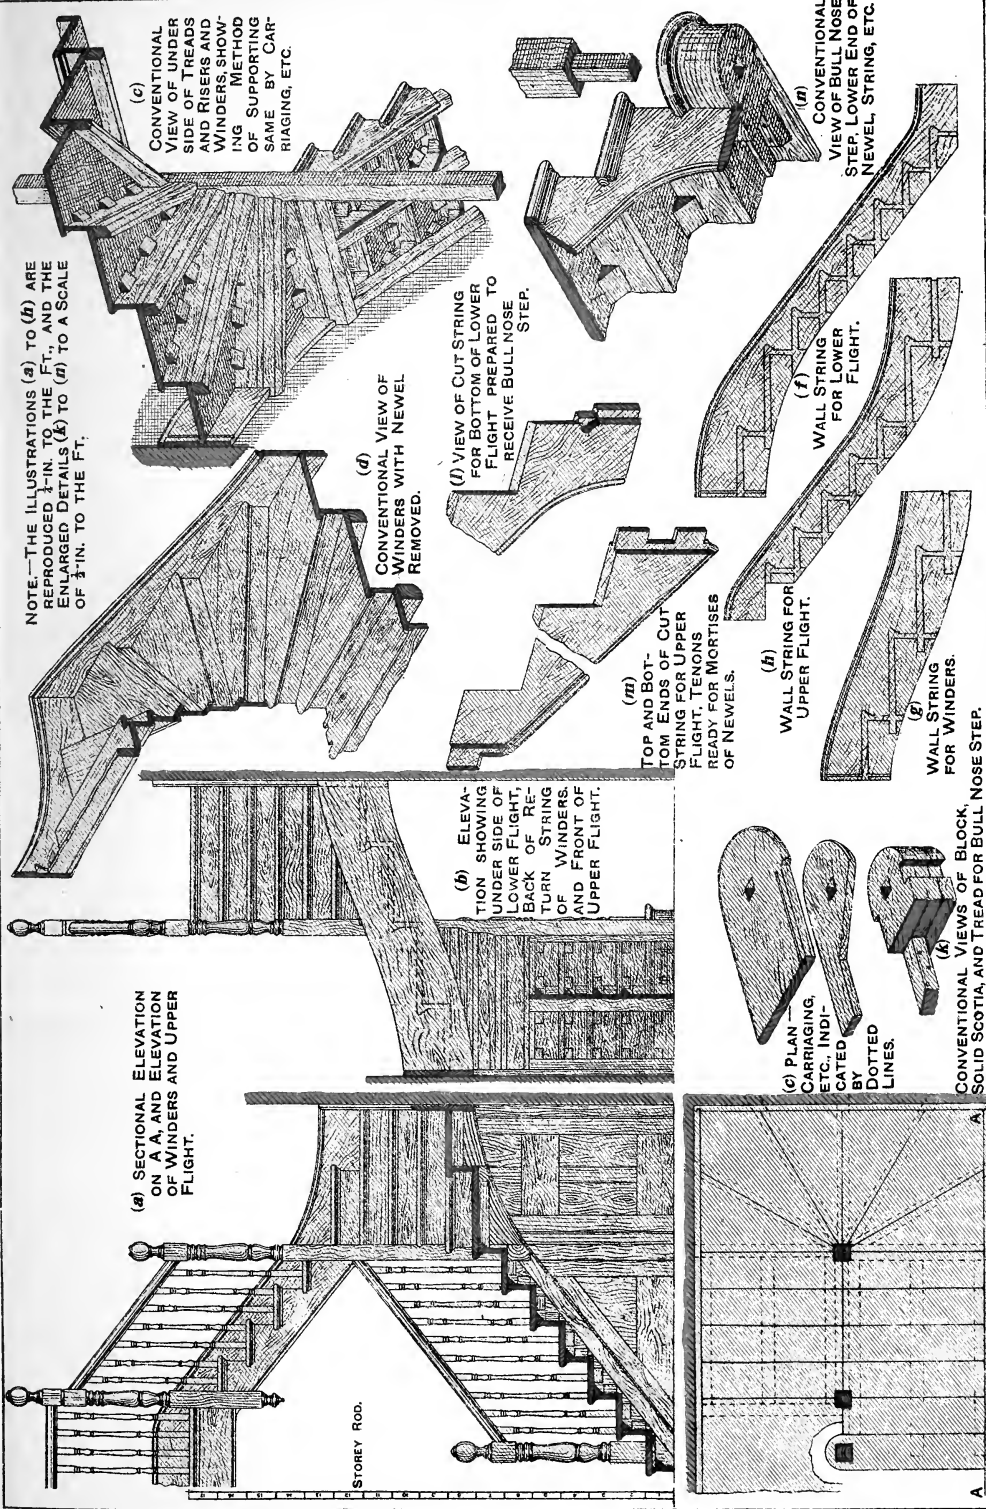 NOTE.—THE ILLUSTRATIONS (a) TO (h) ARE
REPRODUCED -IN. TO THE FT., AND THE
ENLARGED DETAILS (k) TO (n) TO A SCALE
OF -IN. TO THE FT.
(a) SECTIONAL ELEVATION
ON A A, AND ELEVATION
OF WINDERS AND UPPER
FLIGHT.
STOREY ROD.
(b) ELEVA-
TION SHOWING
UNDER SIDE OF
LOWER FLIGHT,
BACK OF RE-
TURN STRING
OF WINDERS.
AND FRONT OF
UPPER FLIGHT.
(c)
CONVENTIONAL
VIEW OF UNDER
SIDE OF TREADS
AND RISERS AND
WINDERS, SHOW-
ING METHOD
OF SUPPORTING
SAME BY CAR-
RIAGING, ETC.
(d)
CONVENTIONAL VIEW OF
WINDERS WITH NEWEL
REMOVED.
(l) VIEW OF CUT STRING
FOR BOTTOM OF LOWER
FLIGHT PREPARED TO
RECEIVE BULL NOSE
STEP.
(m)
TOP AND BOT-
TOM ENDS OF CUT
STRING FOR UPPER
FLIGHT. TENONS
READY FOR MORTISES
OF NEWELS.
(n)
CONVENTIONAL
VIEW OF BULL NOSE
STEP, LOWER END OF
NEWEL, STRING, ETC.
(f)
WALL STRING
FOR LOWER
FLIGHT.
(h)
WALL STRING FOR
UPPER FLIGHT.
(g)
WALL STRING
FOR WINDERS.
(c) PLAN—
CARRIAGING,
ETC., INDI-
CATED
BY
DOTTED
LINES.
(k)
CONVENTIONAL VIEWS OF BLOCK,
SOLID SCOTIA, AND TREAD FOR BULL NOSE STEP.
A
A